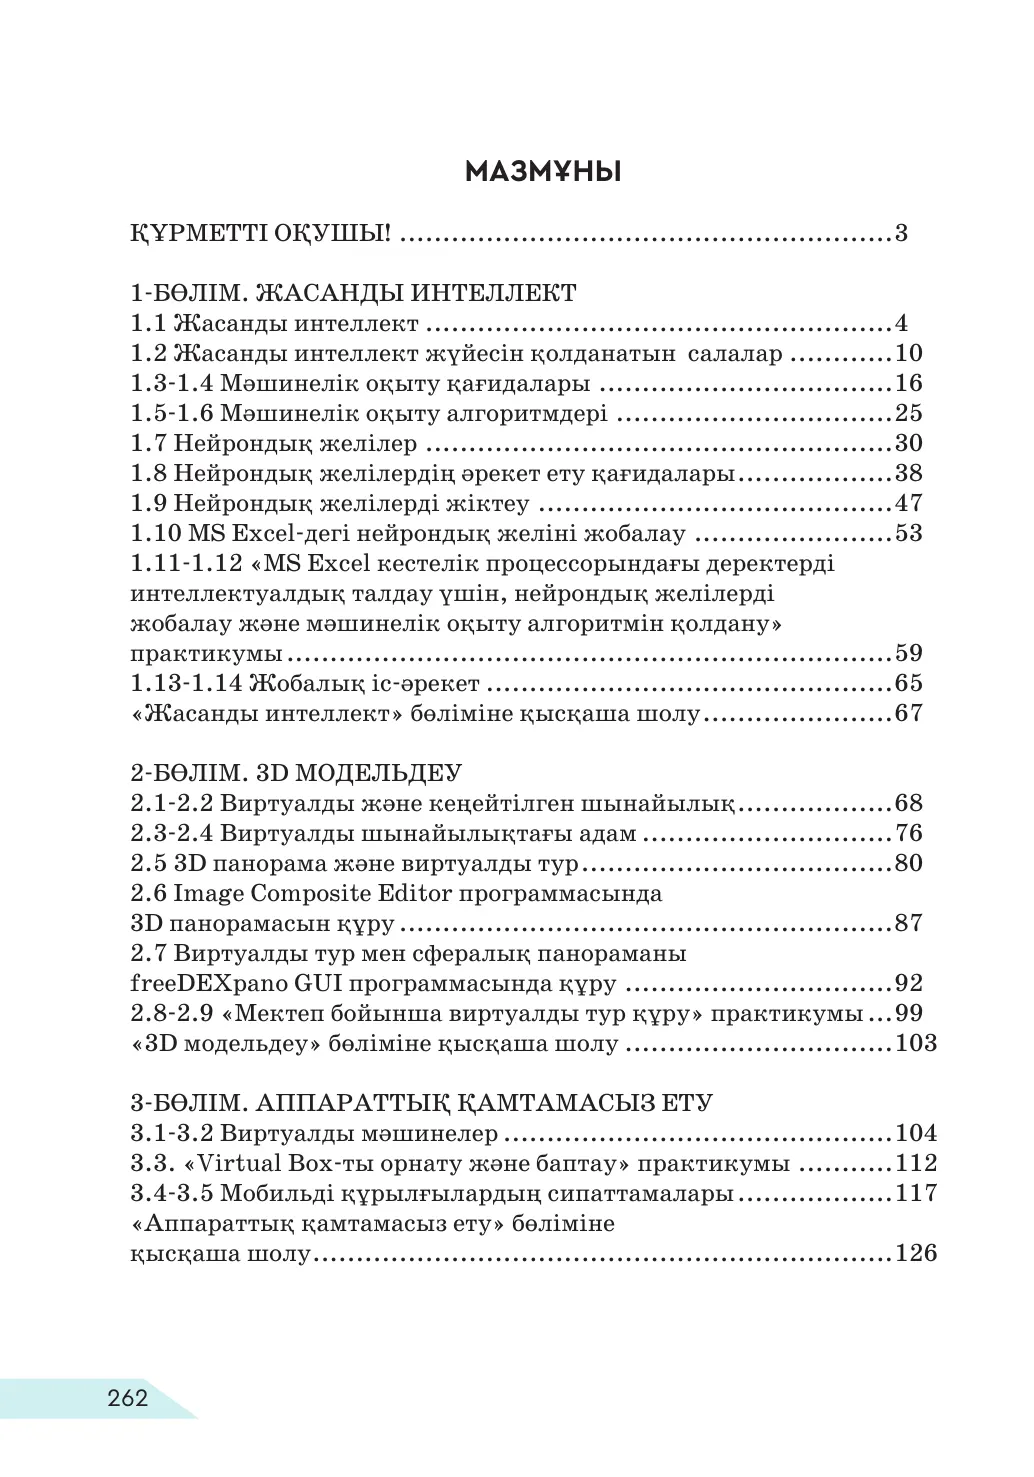 МАЗМҰНЫ
ҚҰРМЕТТІ ОҚУШЫ! ........................................................3
1-БӨЛІМ. ЖАСАНДЫ ИНТЕЛЛЕКТ
1.1 Жасанды интеллект .....................................................4
1.2 Жасанды интеллект жүйесін қолданатын салалар ............10
1.3-1.4 Мәшинелік оқыту қағидалары .................................16
1.5-1.6 Мәшинелік оқыту алгоритмдері ...............................25
1.7 Нейрондық желілер .....................................................30
1.8 Нейрондық желілердің әрекет ету қағидалары..................38
1.9 Нейрондық желілерді жіктеу ........................................47
1.10 MS Excel-дегі нейрондық желіні жобалау .......................53
1.11-1.12 «MS Excel кестелік процессорындағы деректерді
интеллектуалдық талдау үшін, нейрондық желілерді
жобалау және мәшинелік оқыту алгоритмін қолдану»
практикумы.....................................................................59
1.13-1.14 Жобалық іс-әрекет ..............................................65
«Жасанды интеллект» бөліміне қысқаша шолу......................67
2-БӨЛІМ. 3D МОДЕЛЬДЕУ
2.1-2.2 Виртуалды және кеңейтілген шынайылық..................68
2.3-2.4 Виртуалды шынайылықтағы адам .............................76
2.5 3D панорама және виртуалды тур....................................80
2.6 Image Composite Editor программасында
3D панорамасын құру ........................................................87
2.7 Виртуалды тур мен сфералық панораманы
freeDEXpano GUI программасында құру ..............................92
2.8-2.9 «Мектеп бойынша виртуалды тур құру» практикумы ...99
«3D модельдеу» бөліміне қысқаша шолу ..............................103
3-БӨЛІМ. АППАРАТТЫҚ ҚАМТАМАСЫЗ ЕТУ
3.1-3.2 Виртуалды мәшинелер ............................................104
3.3. «Virtual Box-ты орнату және баптау» практикумы ...........112
3.4-3.5 Мобильді құрылғылардың сипаттамалары..................117
«Аппараттық қамтамасыз ету» бөліміне
қысқаша шолу..................................................................126
262